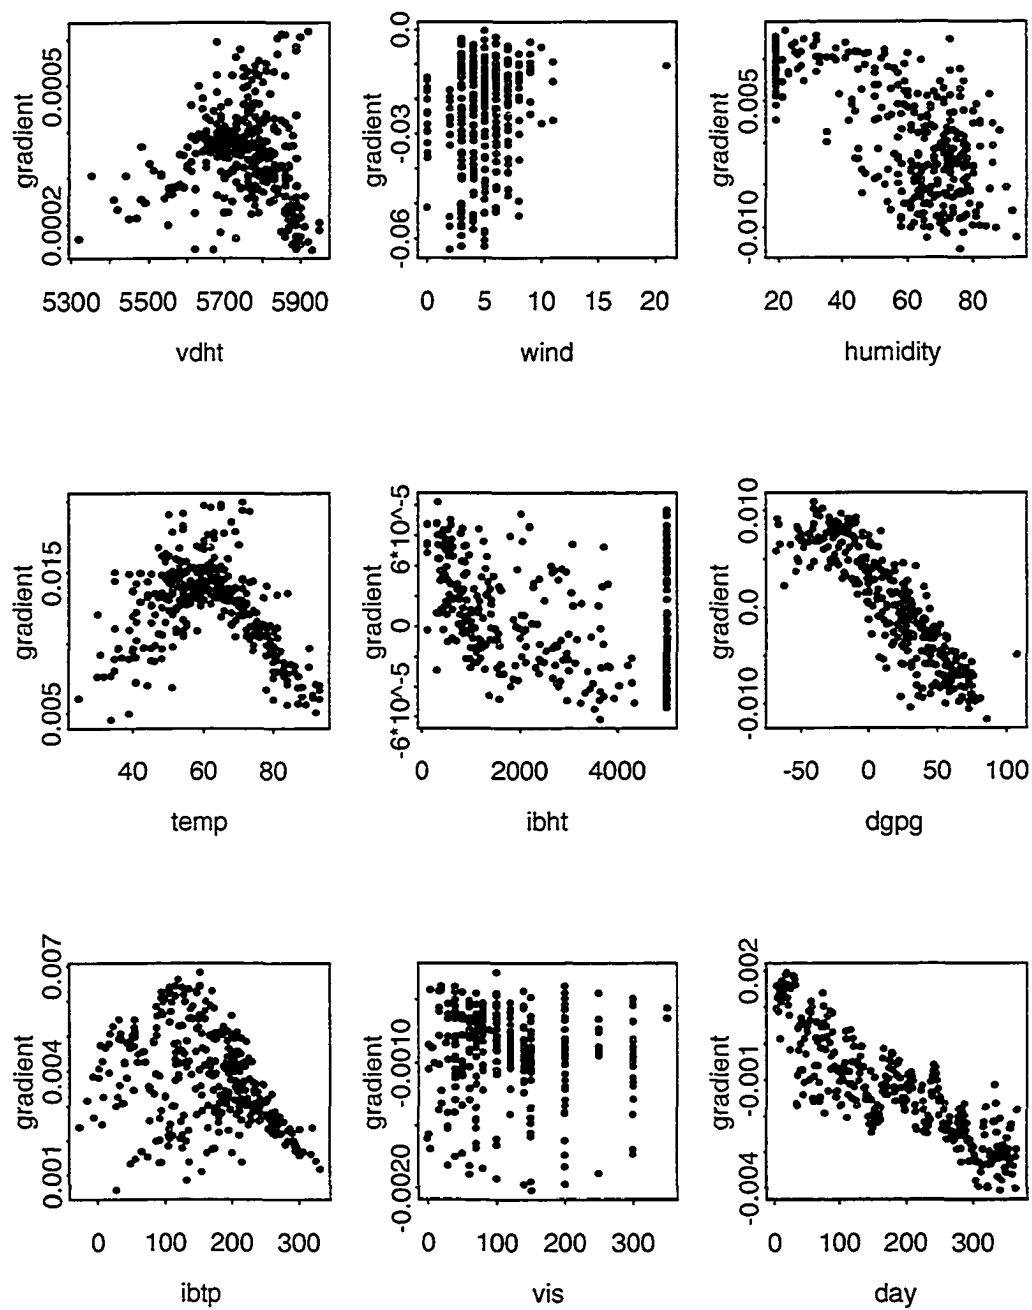 gradient
0.0005
0.0002
5300 5500 5700 5900
vdht
gradient
0.0
-0.03
-0.06
0 5 10 15 20
wind
gradient
0.005
-0.010
20 40 60 80
humidity
gradient
0.015
0.005
40 60 80
temp
gradient
6*10^-5
0
-6*10^-5
0 2000 4000
ibht
gradient
0.010
0.0
-0.010
-50 0 50 100
dgpg
gradient
0.007
0.004
0.001
0 100 200 300
ibtp
gradient
-0.0010
-0.0020
0 100 200 300
vis
gradient
0.002
-0.001
-0.004
0 100 200 300
day